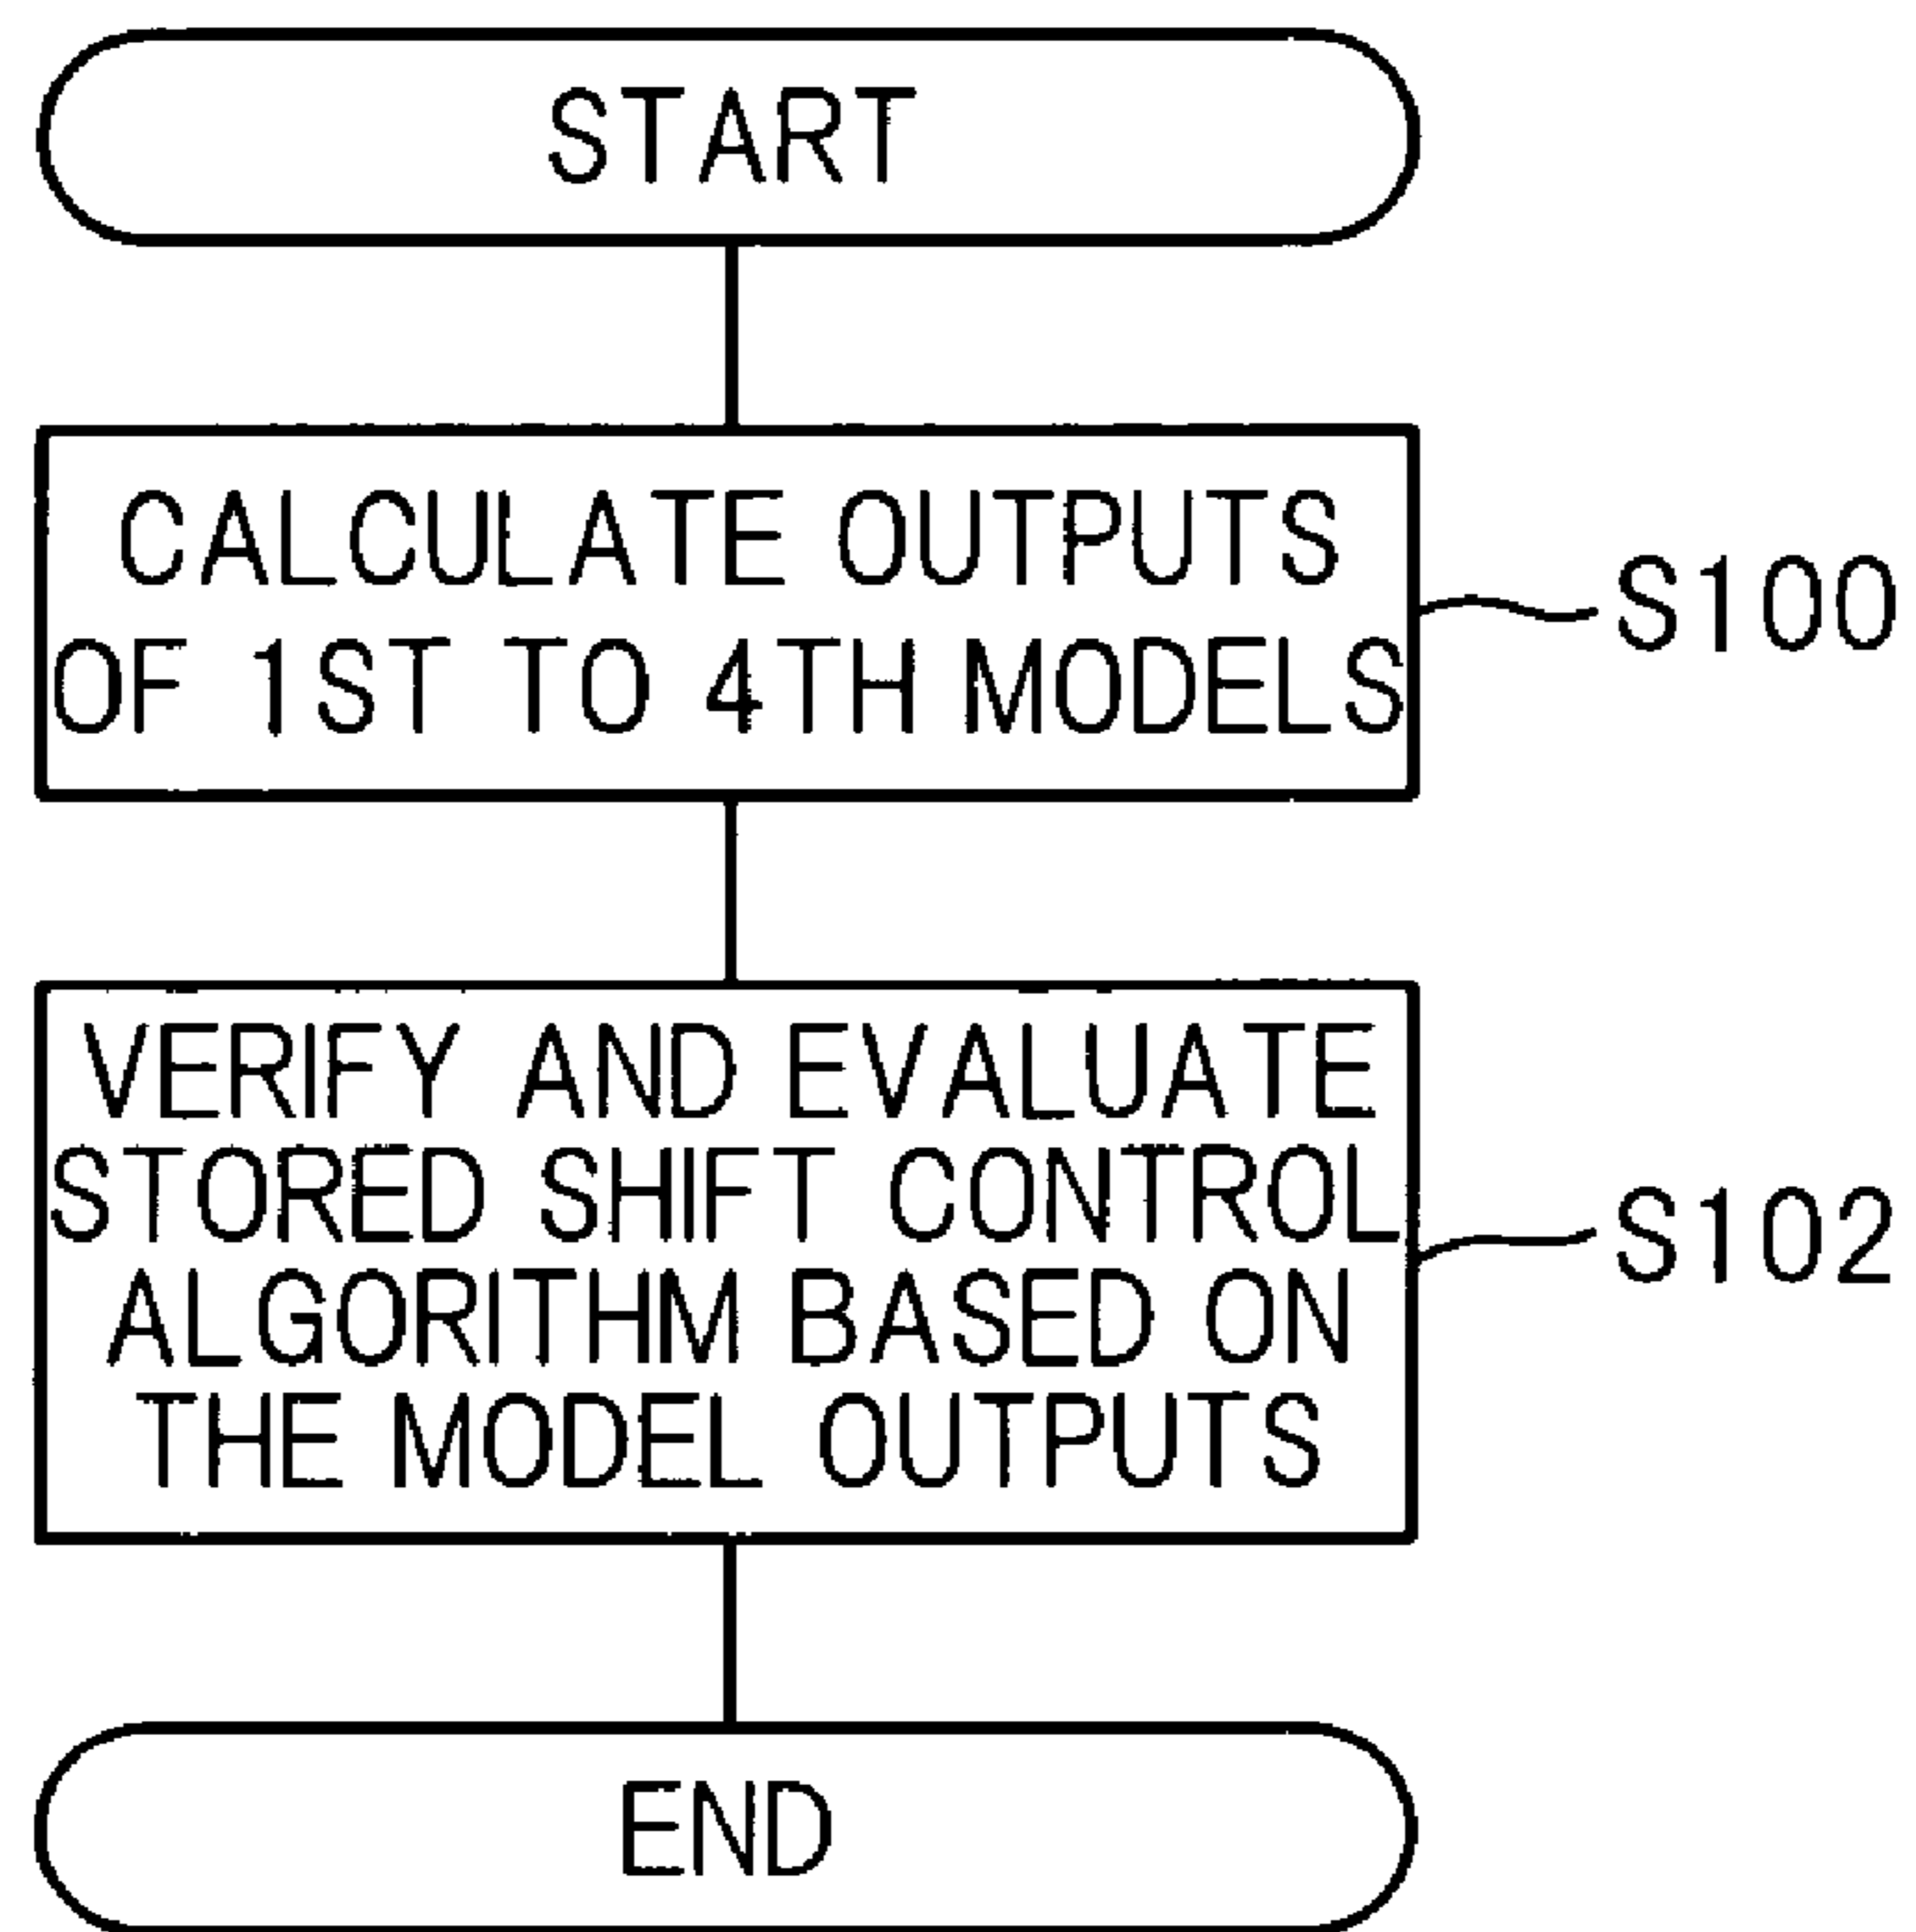 START
CALCULATE OUTPUTS
OF 1ST TO 4TH MODELS
S100
VERIFY AND EVALUATE
STORED SHIFT CONTROL
ALGORITHM BASED ON
THE MODEL OUTPUTS
S102
END